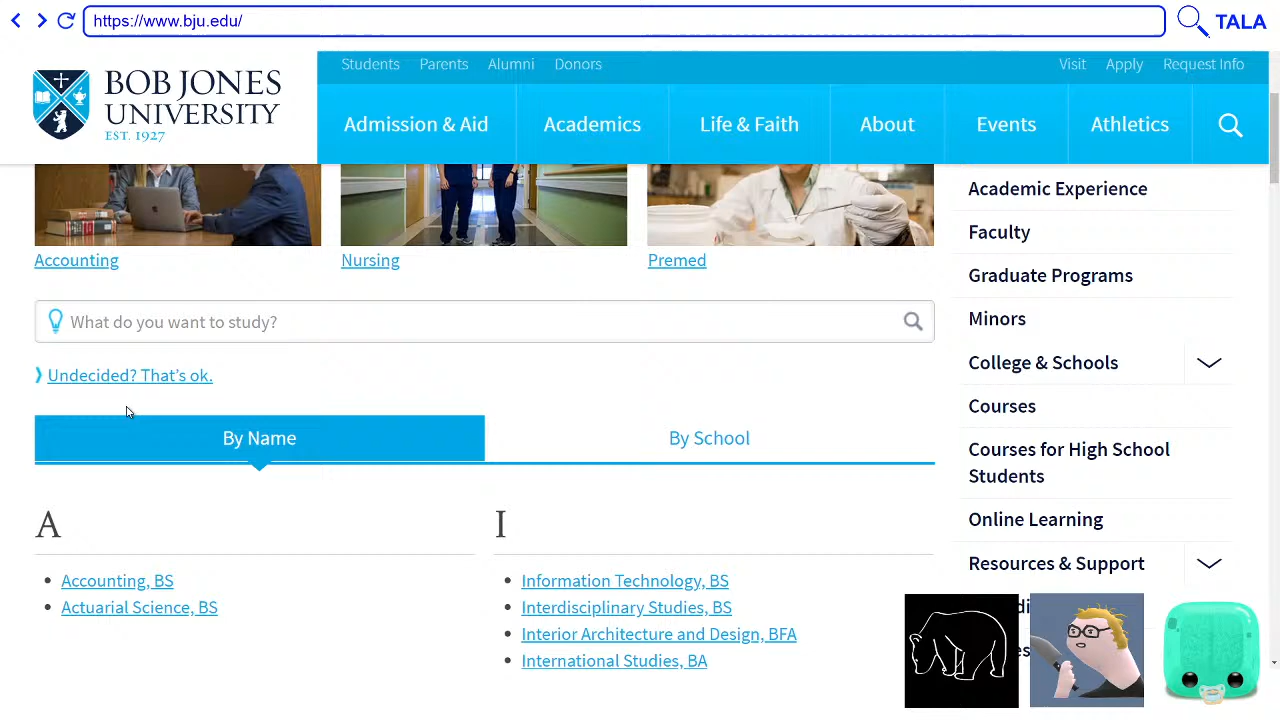 https://www.bju.edu/
TALA
BOB JONES
UNIVERSITY
EST. 1927
Students Parents Alumni Donors
Visit Apply Request Info
Admission & Aid Academics Life & Faith About Events Athletics
Accounting Nursing Premed
What do you want to study?
Undecided? That's ok.
By Name By School
A
Accounting, BS
Actuarial Science, BS
I
Information Technology, BS
Interdisciplinary Studies, BS
Interior Architecture and Design, BFA
International Studies, BA
Academic Experience
Faculty
Graduate Programs
Minors
College & Schools
Courses
Courses for High School
Students
Online Learning
Resources & Support